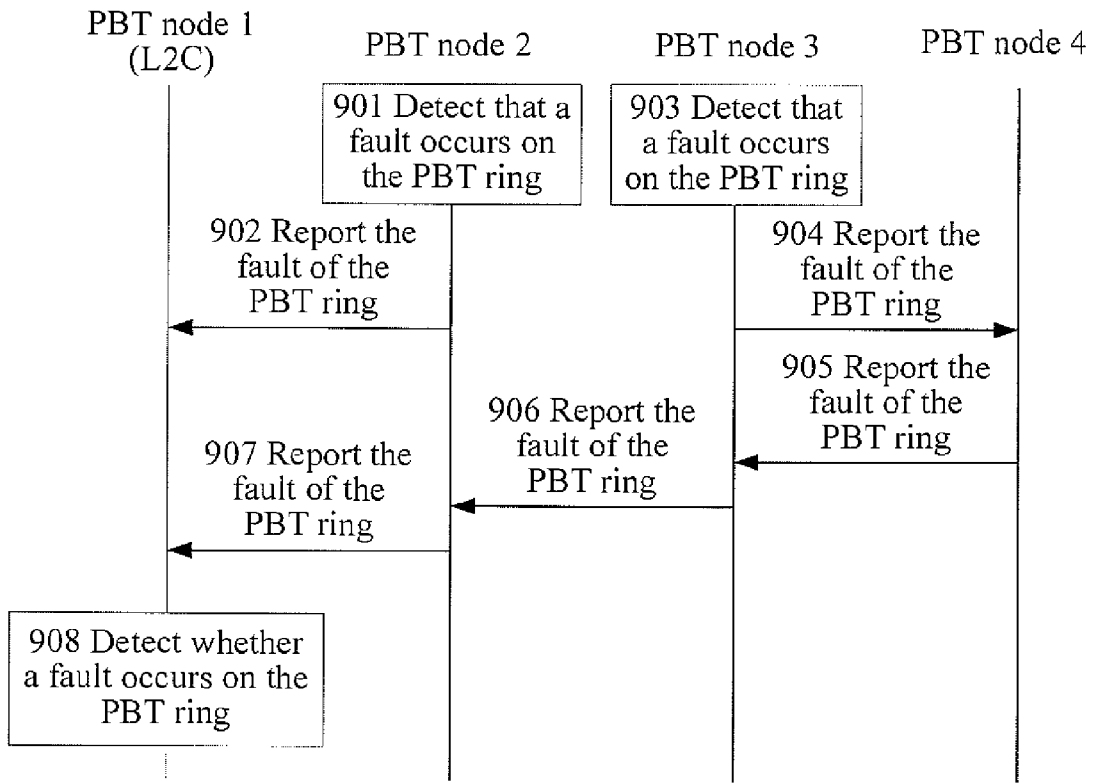 PBT node 1
(L2C)
PBT node 2
PBT node 3
PBT node 4
901 Detect that a
fault occurs on
the PBT ring
903 Detect that
a fault occurs
on the PBT ring
902 Report the
fault of the
PBT ring
904 Report the
fault of the
PBT ring
905 Report the
fault of the
PBT ring
906 Report the
fault of the
PBT ring
907 Report the
fault of the
PBT ring
908 Detect whether
a fault occurs on the
PBT ring